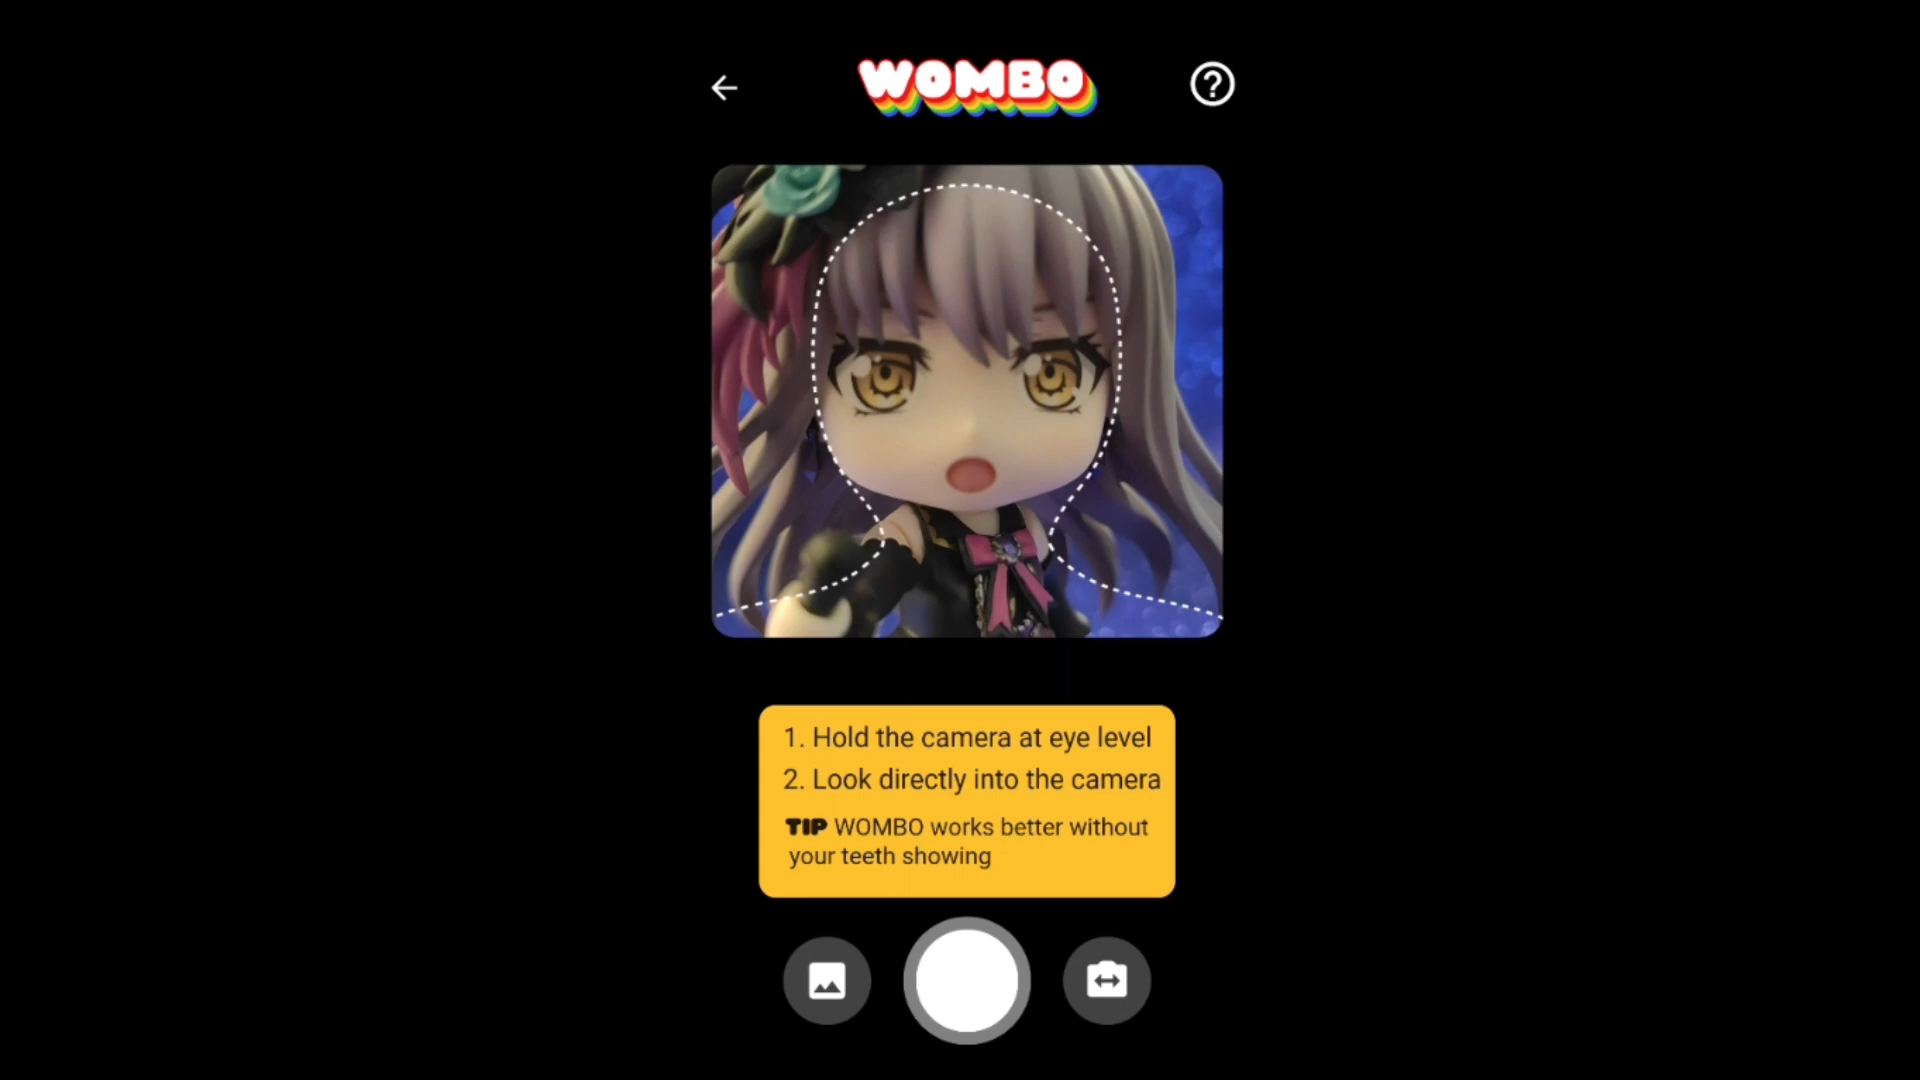 WOMBO
1. Hold the camera at eye level
2. Look directly into the camera
TIP WOMBO works better without
your teeth showing